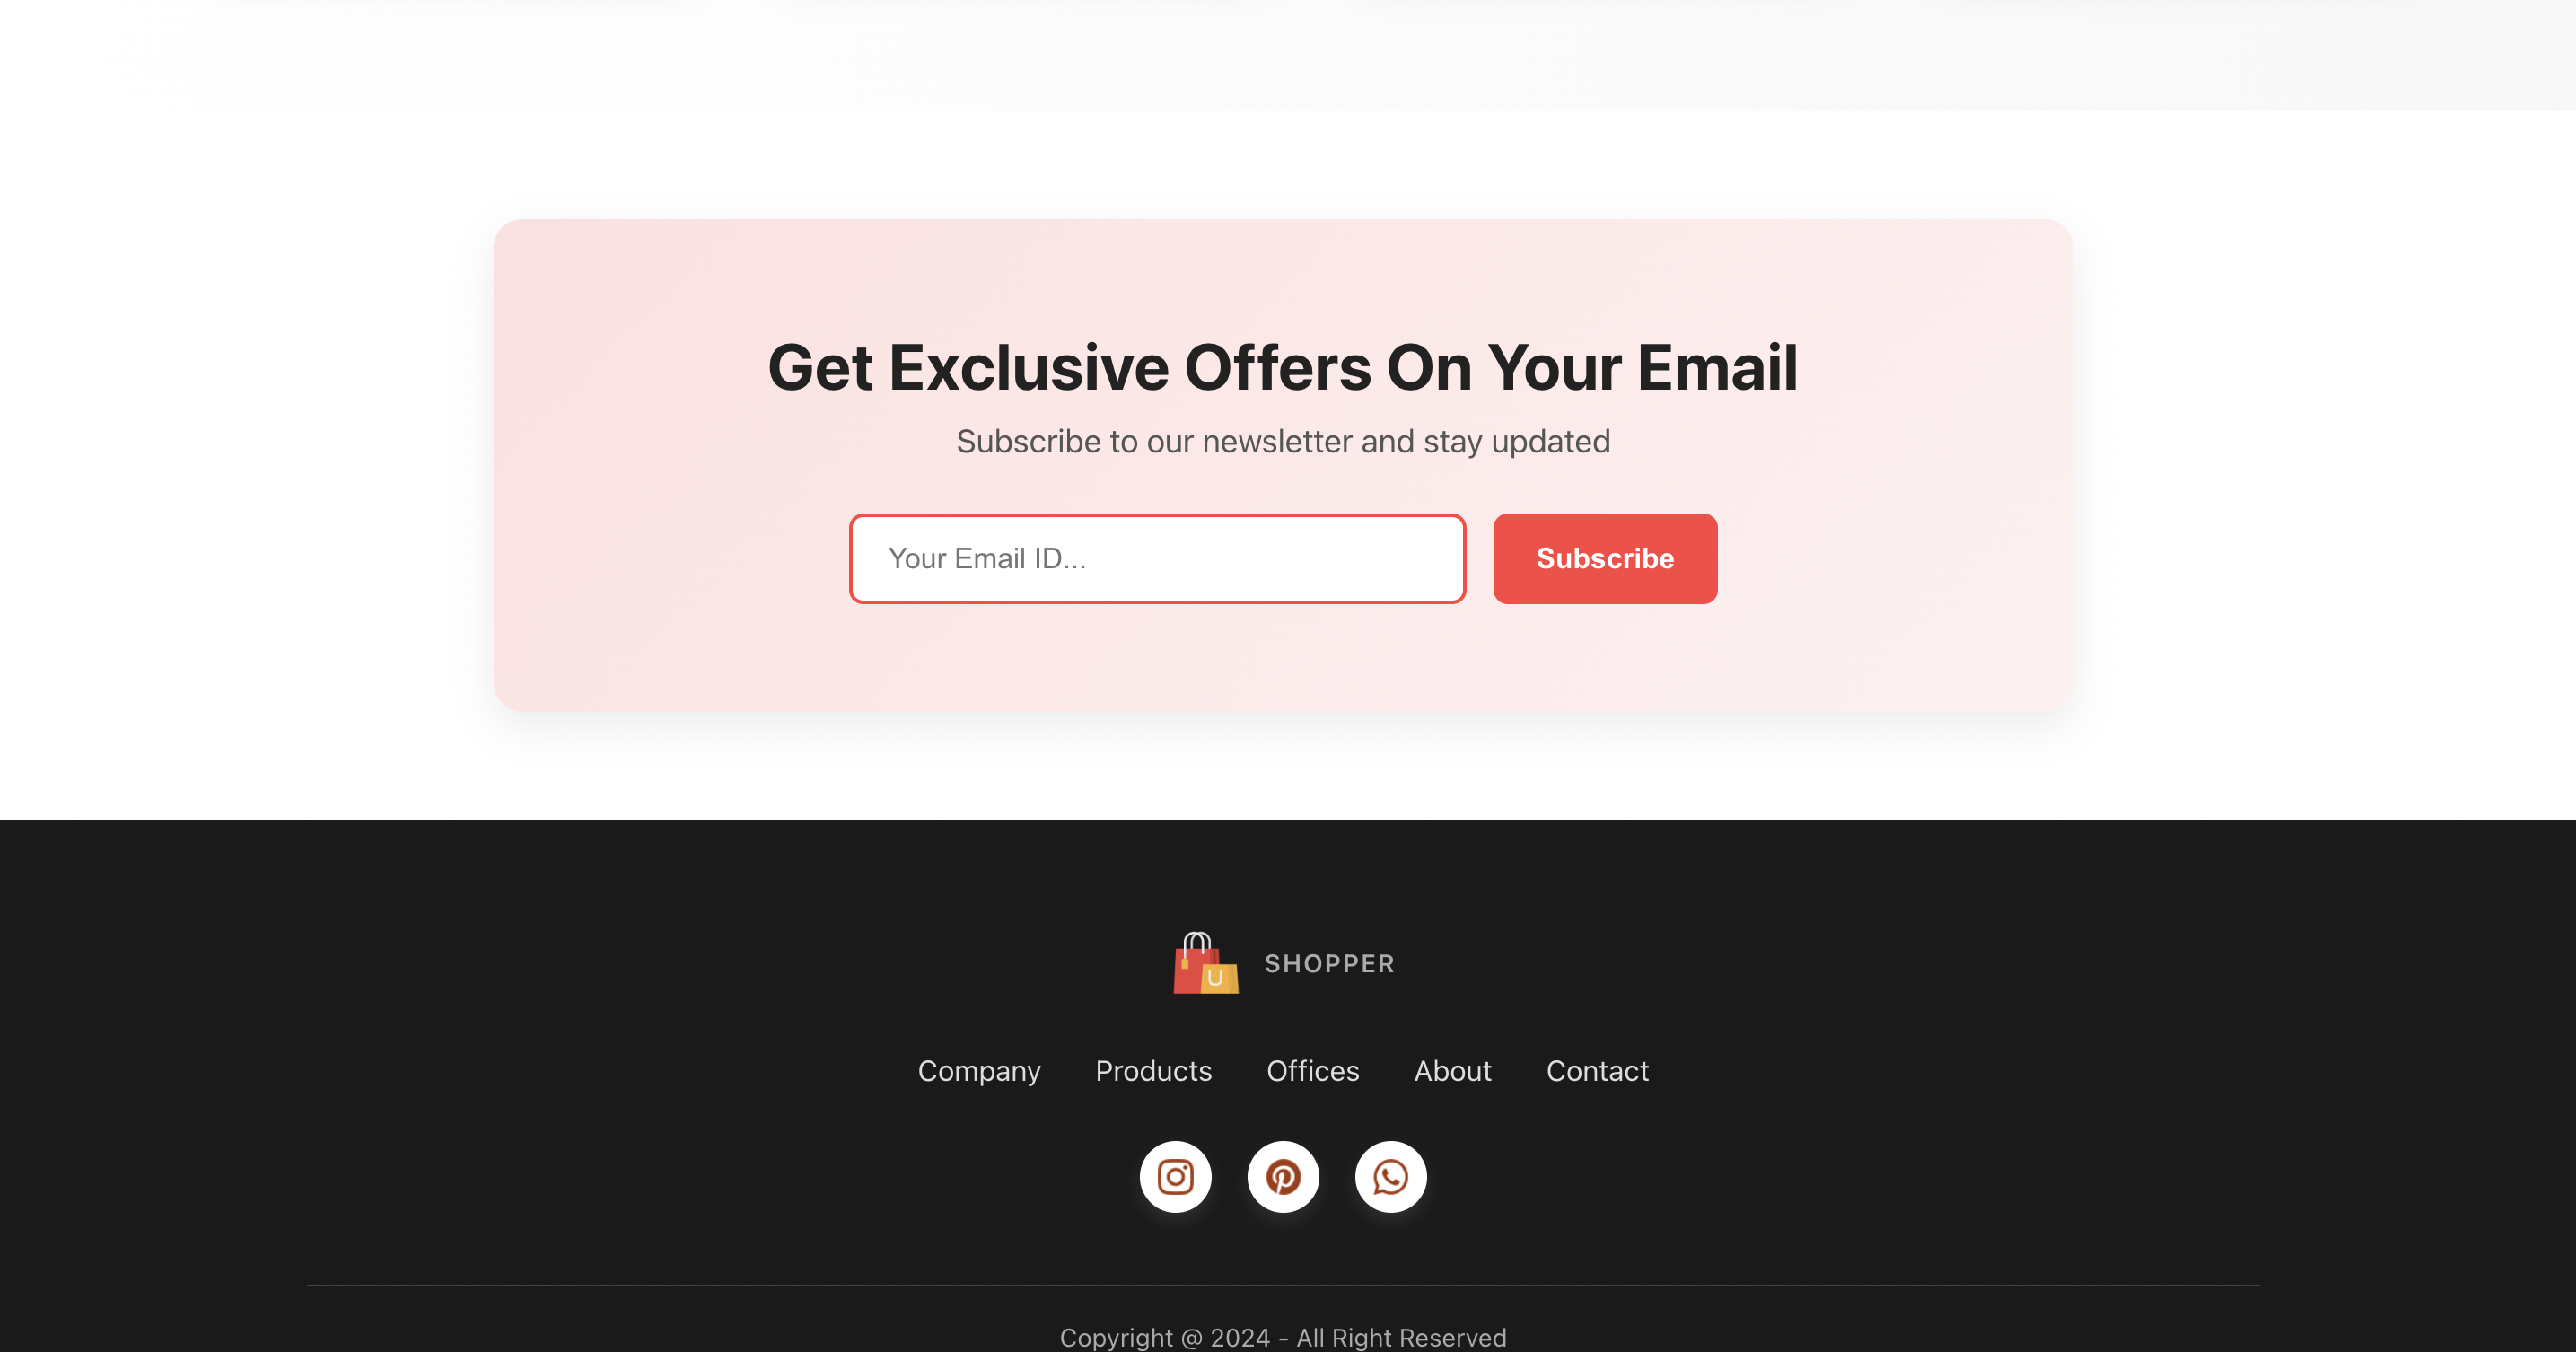 Get Exclusive Offers On Your Email
Subscribe to our newsletter and stay updated
Your Email ID...
Subscribe
SHOPPER
Company Products Offices About Contact
Copyright @ 2024 - All Right Reserved